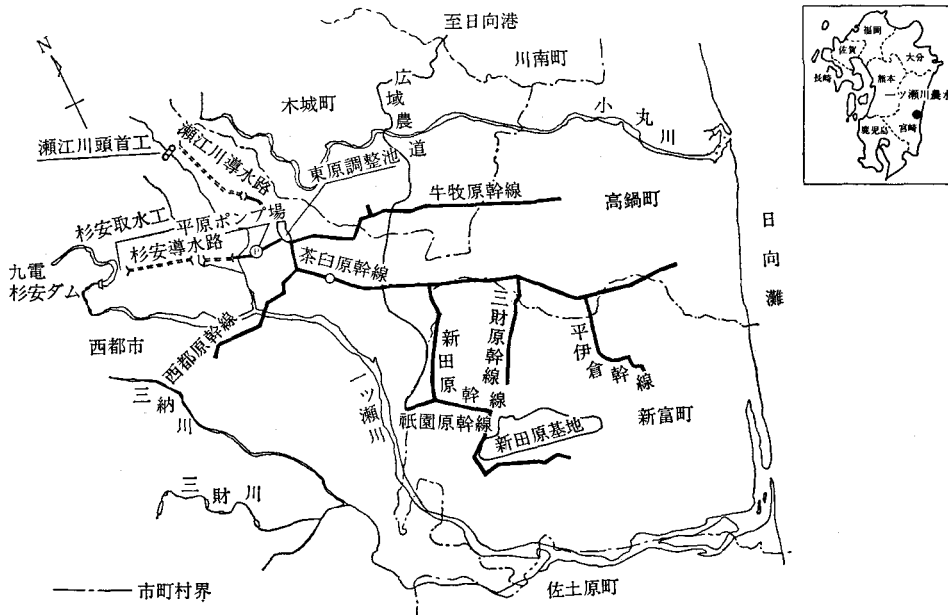 至日向港
川南町
広域農道
木城町
小丸川
N
瀬江川頭首工
瀬江川導水路
東原調整池
牛牧原幹線
高鍋町
杉安取水工
平原ポンプ場
杉安導水路
茶臼原幹線
九電
杉安ダム
日向灘
西都市
西都原幹線
新田原幹線
三財原幹線
平伊倉幹線
三納川
一ツ瀬川
祇園原幹線
新田原基地
新富町
三財川
市町村界
佐土原町
福岡
佐賀
大分
長崎
熊本
一ツ瀬川農水
鹿児島
宮崎